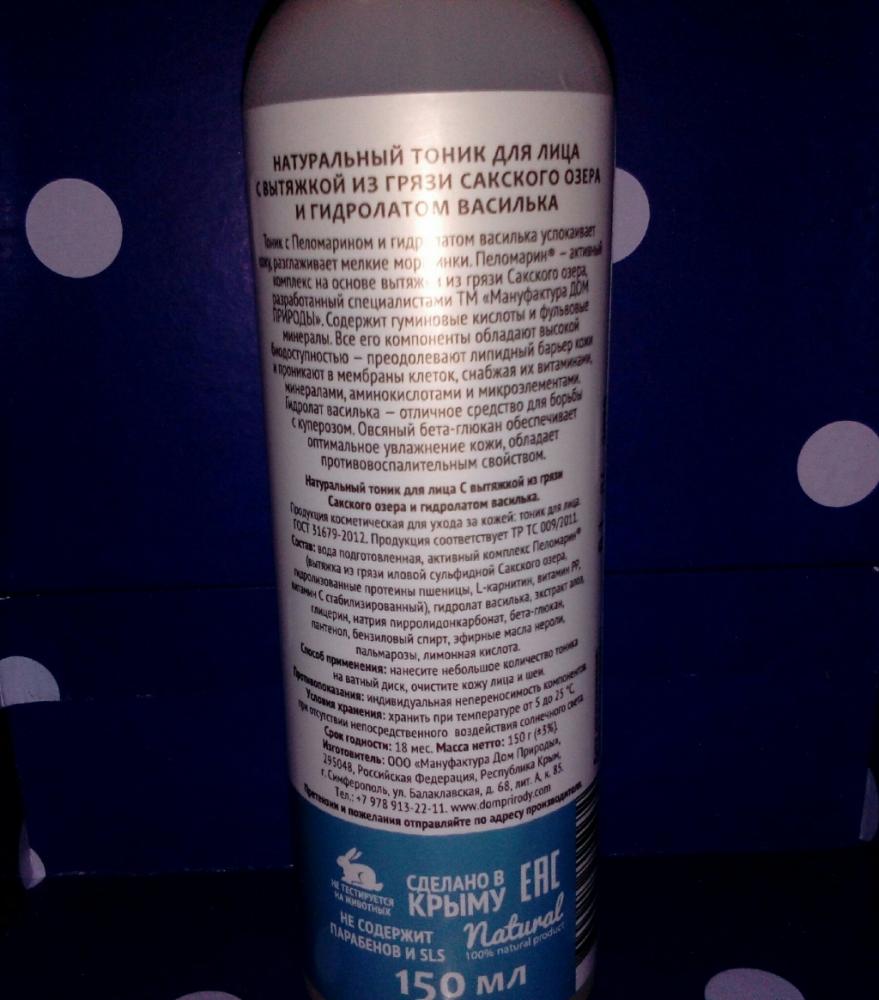 НАТУРАЛЬНЫЙ ТОНИК ДЛЯ ЛИЦА
С ВЫТЯЖКОЙ ИЗ ГРЯЗИ САКСКОГО ОЗЕРА
И ГИДРОЛАТОМ ВАСИЛЬКА
Тоник с Пеломарином и гидролатом василька успокаивает
кожу, разглаживает мелкие морщинки. Пеломарин® – активный
комплекс на основе вытяжки из грязи Сакского озера,
разработанный специалистами ТМ «Мануфактура ДОМ
ПРИРОДЫ». Содержит гуминовые кислоты и фульвовые
минералы. Все его компоненты обладают высокой
биодоступностью – преодолевают липидный барьер кожи
и проникают в мембраны клеток, снабжая их витаминами,
минералами, аминокислотами и микроэлементами.
Гидролат василька – отличное средство для борьбы
с куперозом. Овсяный бета-глюкан обеспечивает
оптимальное увлажнение кожи, обладает
противовоспалительным свойством.
Натуральный тоник для лица С вытяжкой из грязи
Сакского озера и гидролатом василька.
Продукция косметическая для ухода за кожей: тоник для лица.
ГОСТ 31679-2012. Продукция соответствует ТР ТС 009/2011.
Состав: вода подготовленная, активный комплекс Пеломарин®
(вытяжка из грязи иловой сульфидной Сакского озера,
гидролизованные протеины пшеницы, L-карнитин, витамин РР,
витамин С стабилизированный), гидролат василька, экстракт алоэ,
глицерин, натрия пирролидонкарбонат, бета-глюкан,
пантенол, бензиловый спирт, эфирные масла нероли,
пальмарозы, лимонная кислота.
Способ применения: нанесите небольшое количество тоника
на ватный диск, очистите кожу лица и шеи.
Противопоказания: индивидуальная непереносимость компонентов.
Условия хранения: хранить при температуре от 5 до 25 °С,
при отсутствии непосредственного воздействия солнечного света.
Срок годности: 18 мес. Масса нетто: 150 г (±3%).
Изготовитель: ООО «Мануфактура Дом Природы»,
295048, Российская Федерация, Республика Крым,
г. Симферополь, ул. Балаклавская, д. 68, лит. А, к. 85.
Тел.: +7 978 913-22-11. www.domprirody.com
Претензии и пожелания отправляйте по адресу производителя.
НЕ ТЕСТИРУЕТСЯ
НА ЖИВОТНЫХ
СДЕЛАНО В
КРЫМУ
EAC
НЕ СОДЕРЖИТ
ПАРАБЕНОВ И SLS
Natural
100% natural product
150 мл